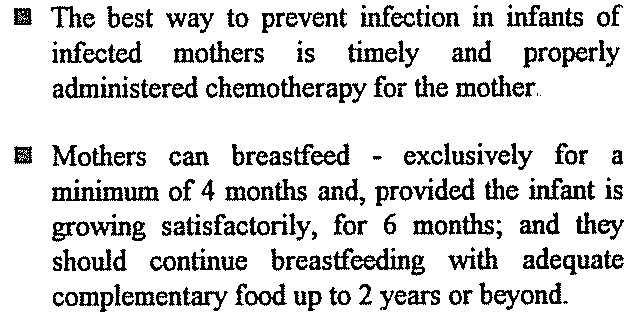 ■ The best way to prevent infection in infants of
infected mothers is timely and properly
administered chemotherapy for the mother.
■ Mothers can breastfeed - exclusively for a
minimum of 4 months and, provided the infant is
growing satisfactorily, for 6 months; and they
should continue breastfeeding with adequate
complementary food up to 2 years or beyond.